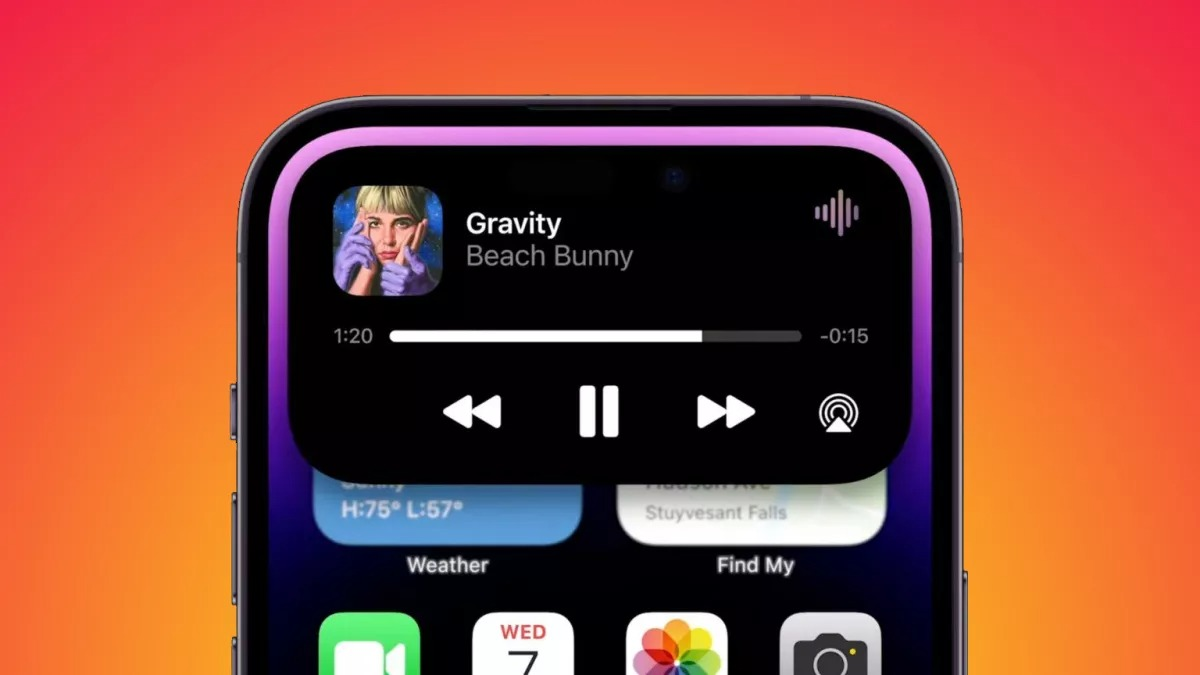 Gravity
Beach Bunny
1:20
-0:15
H:75° L:57°
Stuyvesant Falls
Weather
Find My
WED
7